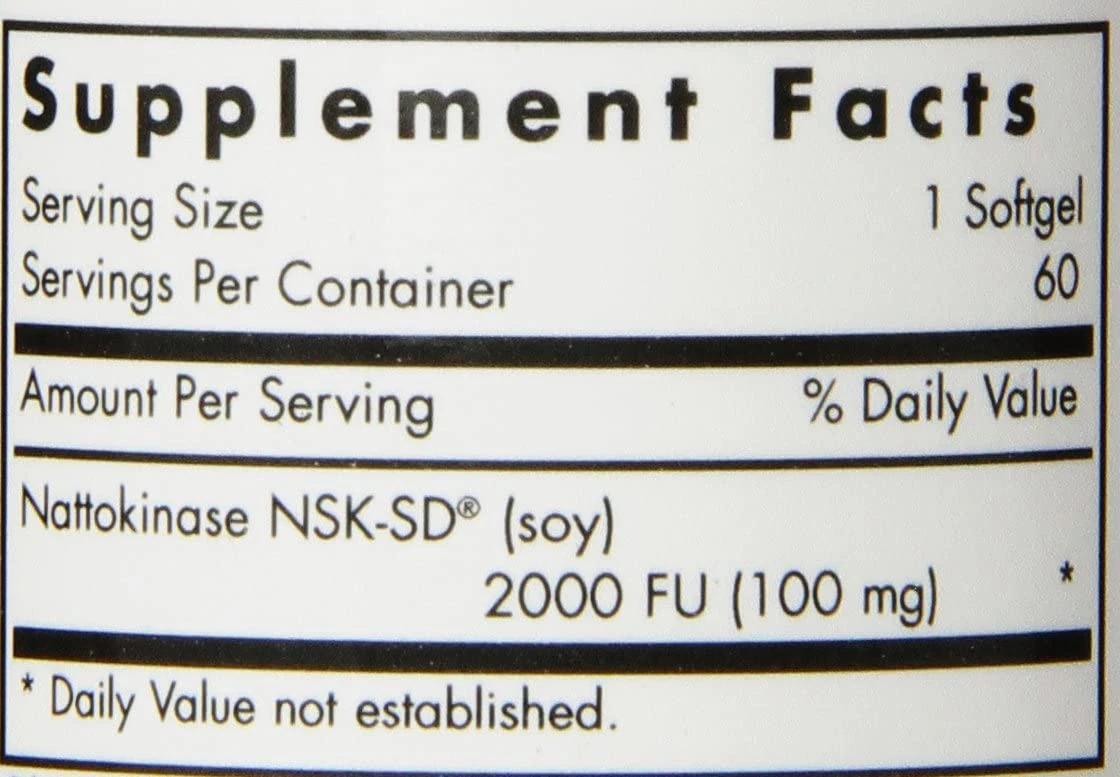 Supplement Facts
Serving Size 1 Softgel
Servings Per Container 60
Amount Per Serving % Daily Value
Nattokinase NSK-SD® (soy)
2000 FU (100 mg) *
* Daily Value not established.